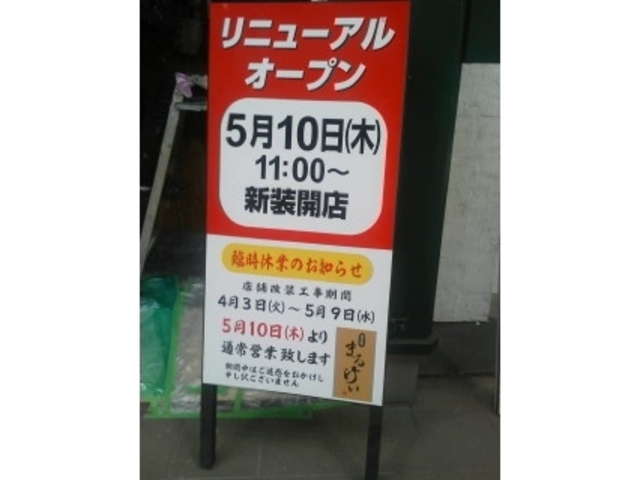 リニューアル
オープン
5月10日(木)
11:00～
新装開店
臨時休業のお知らせ
店舗改装工事期間
4月3日(火)～5月9日(水)
5月10日(木)より
通常営業致します
期間中はご迷惑をおかけし
申し訳ございません
まるげい